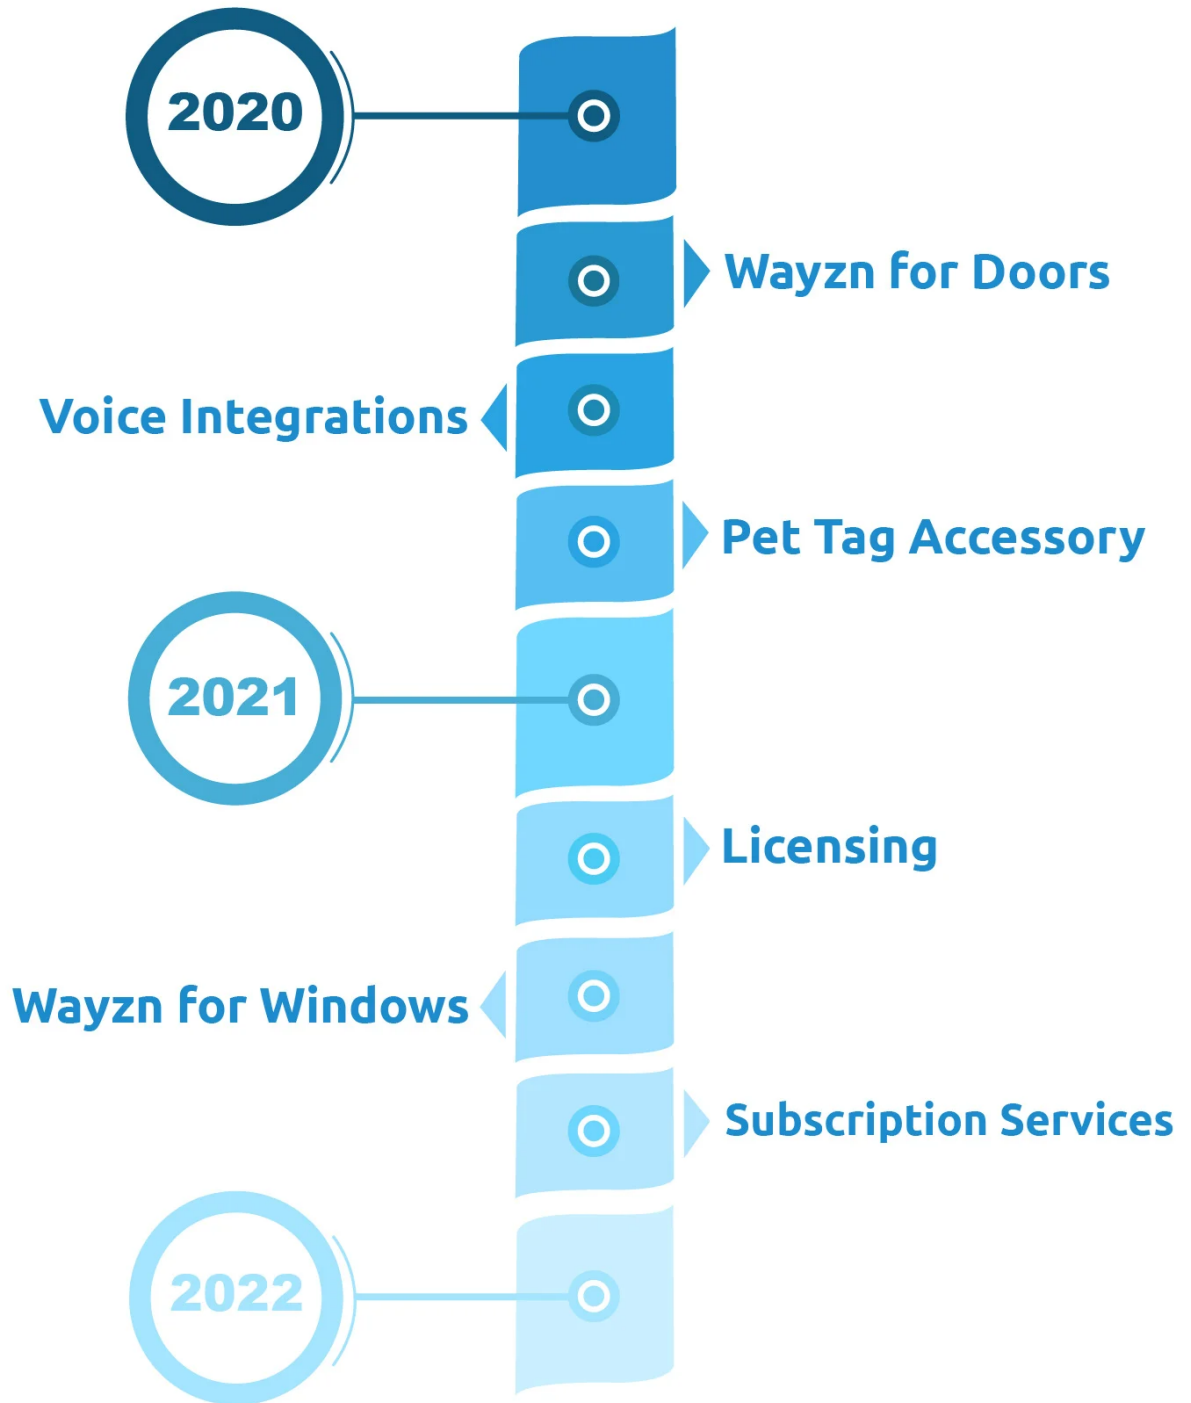 2020
Wayzn for Doors
Voice Integrations
Pet Tag Accessory
2021
Licensing
Wayzn for Windows
Subscription Services
2022